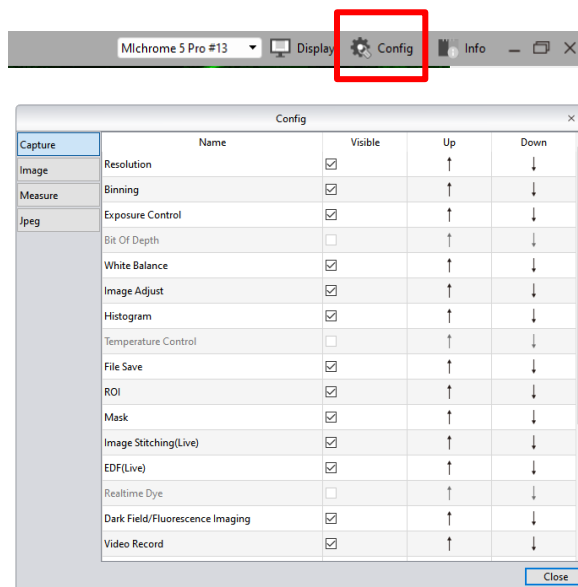 MIchrome 5 Pro #13 Display Config Info
Config
Capture
Image
Measure
Jpeg
Name Visible Up Down
Resolution
Binning
Exposure Control
Bit Of Depth
White Balance
Image Adjust
Histogram
Temperature Control
File Save
ROI
Mask
Image Stitching(Live)
EDF(Live)
Realtime Dye
Dark Field/Fluorescence Imaging
Video Record
Close